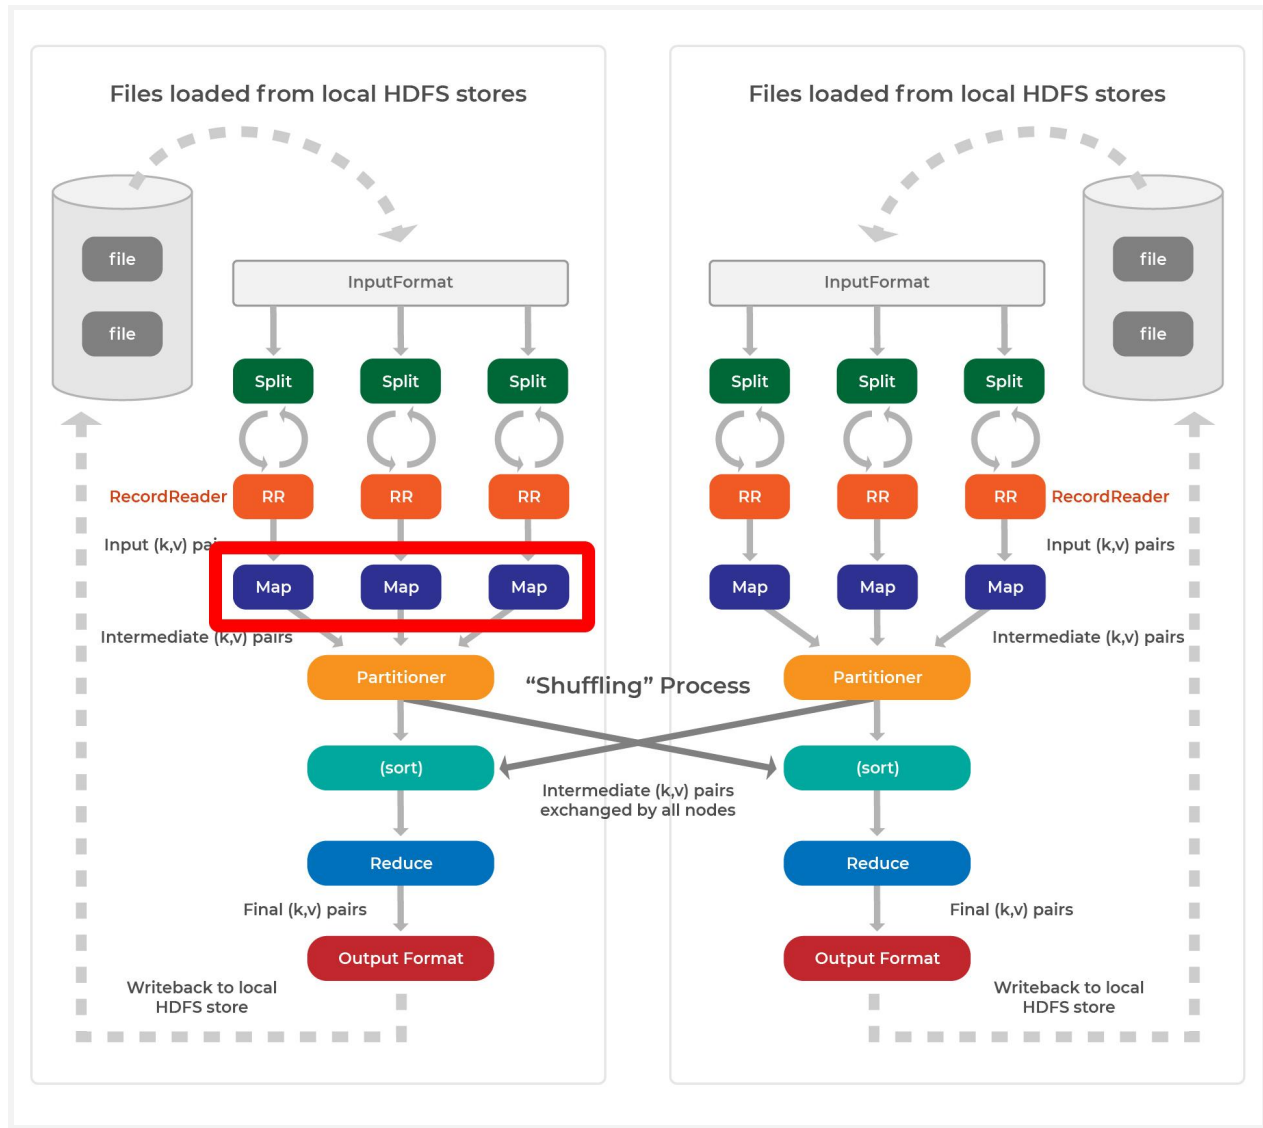 Files loaded from local HDFS stores
file
file
InputFormat
Split
Split
Split
RecordReader
RR
RR
RR
Input (k,v)
Map
Map
Map
Intermediate (k,v) pairs
Partitioner
(sort)
Reduce
Final (k,v) pairs
Output Format
Writeback to local
HDFS store
"Shuffling" Process
Intermediate (k,v) pairs
exchanged by all nodes
Files loaded from local HDFS stores
file
file
InputFormat
Split
Split
Split
RR
RR
RR
RecordReader
Input (k,v) pairs
Map
Map
Map
Intermediate (k,v) pairs
Partitioner
(sort)
Reduce
Final (k,v) pairs
Output Format
Writeback to local
HDFS store